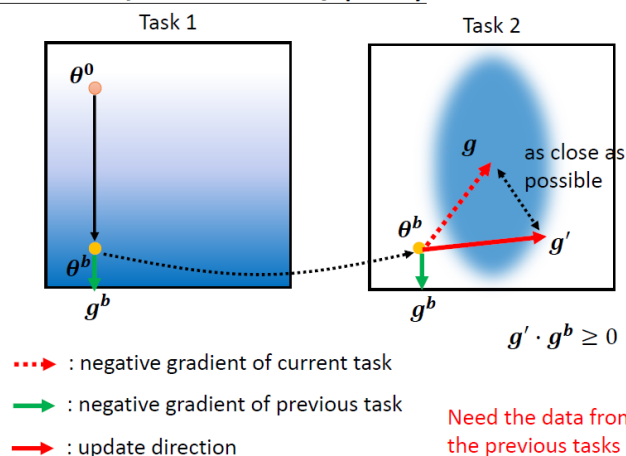 Task 1
Task 2
θ⁰
g
as close as
possible
θᵇ
θᵇ
g′
gᵇ
gᵇ
g′ · gᵇ ≥ 0
: negative gradient of current task
: negative gradient of previous task
: update direction
Need the data from
the previous tasks